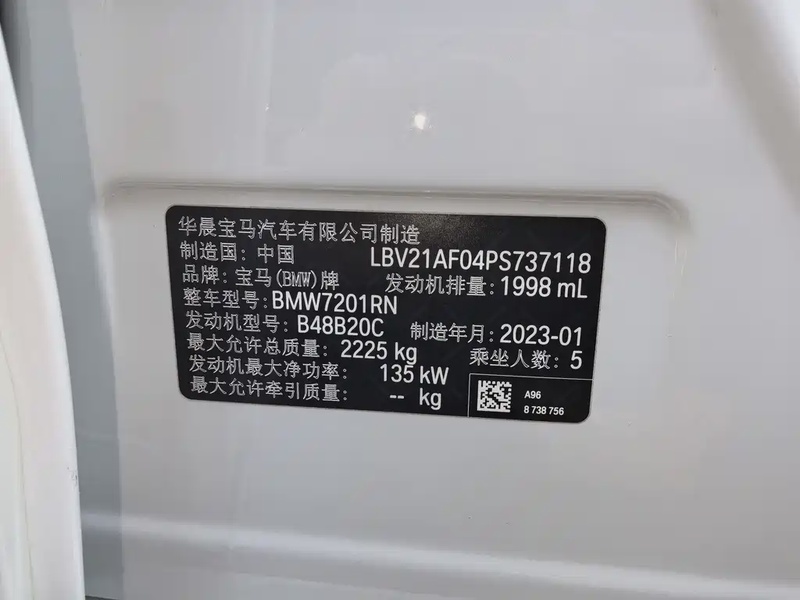 华晨宝马汽车有限公司制造
制造国: 中国 LBV21AF04PS737118
品牌: 宝马(BMW)牌 发动机排量: 1998 mL
整车型号: BMW7201RN
发动机型号: B48B20C 制造年月: 2023-01
最大允许总质量: 2225 kg 乘坐人数: 5
发动机最大净功率: 135 kW
最大允许牵引质量: -- kg
A96
8 738 756